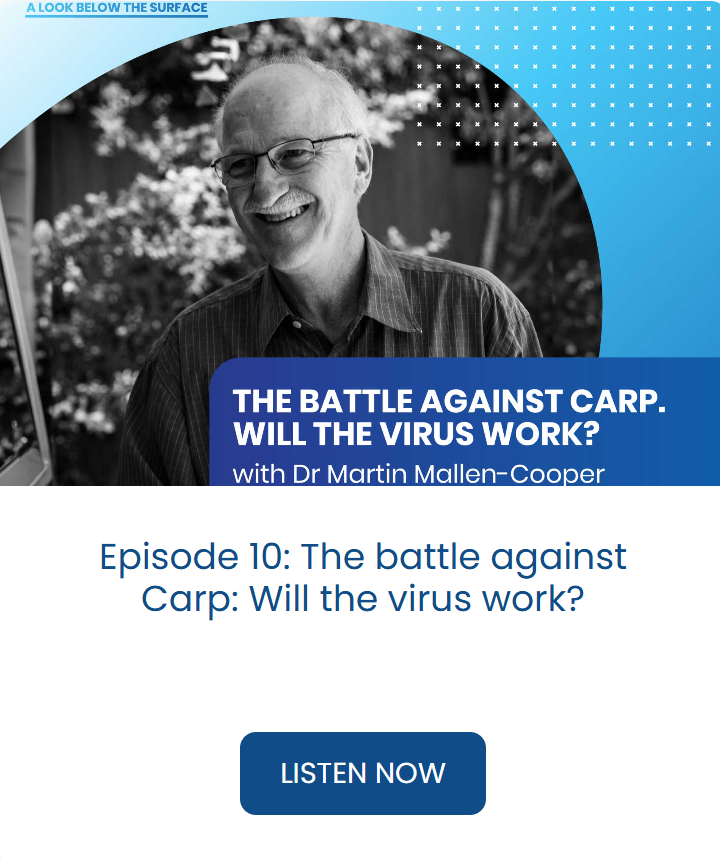 A LOOK BELOW THE SURFACE
THE BATTLE AGAINST CARP.
WILL THE VIRUS WORK?
with Dr Martin Mallen-Cooper
Episode 10: The battle against
Carp: Will the virus work?
LISTEN NOW